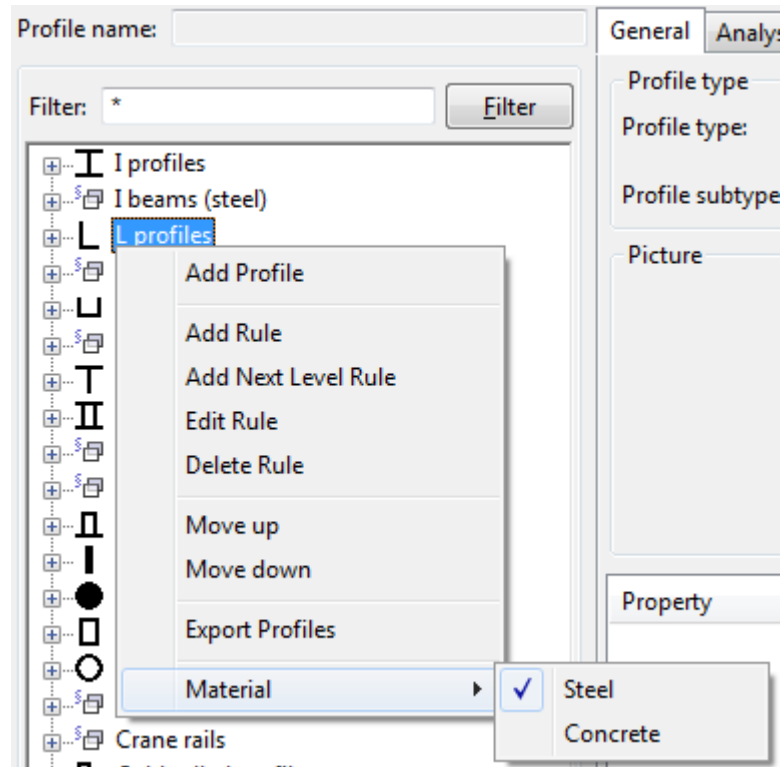 Profile name:
General
Analys
Filter:
*
Filter
Profile type
Profile type:
Profile subtype
I profiles
I beams (steel)
L profiles
Picture
Add Profile
Add Rule
Add Next Level Rule
Edit Rule
Delete Rule
Move up
Move down
Export Profiles
Property
Material
Steel
Concrete
Crane rails